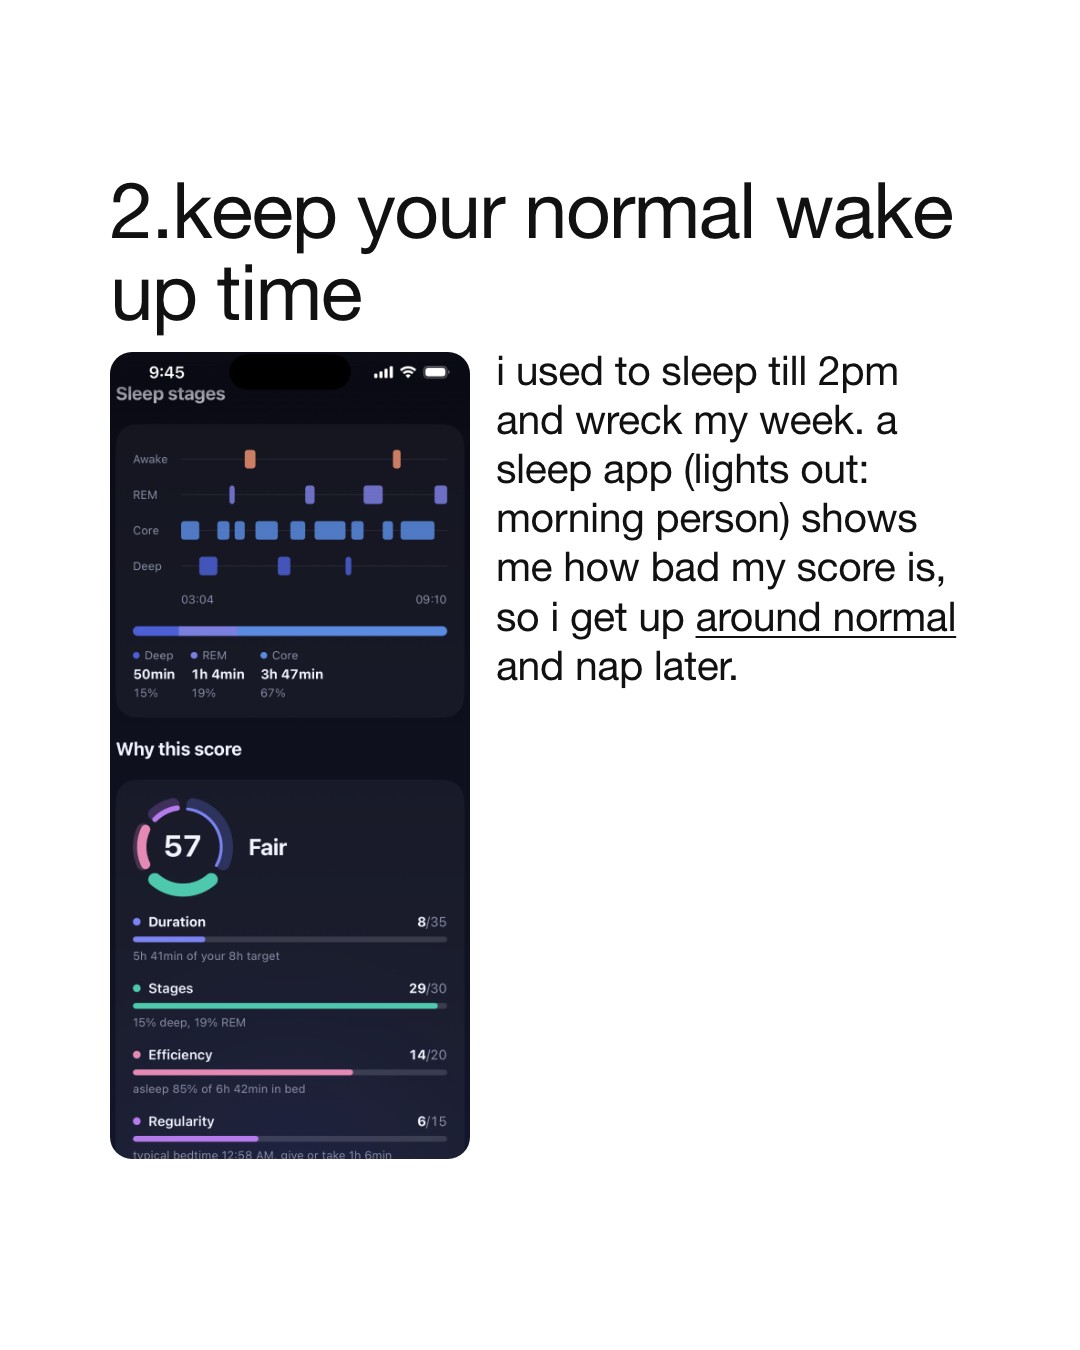 2.keep your normal wake
up time
9:45
Sleep stages
Awake
REM
Core
Deep
03:04 09:10
Deep REM Core
50min 1h 4min 3h 47min
15% 19% 67%
Why this score
57 Fair
Duration 8/35
5h 41min of your 8h target
Stages 29/30
15% deep, 19% REM
Efficiency 14/20
asleep 85% of 6h 42min in bed
Regularity 6/15
typical bedtime 12:58 AM, give or take 1h 6min
i used to sleep till 2pm
and wreck my week. a
sleep app (lights out:
morning person) shows
me how bad my score is,
so i get up around normal
and nap later.